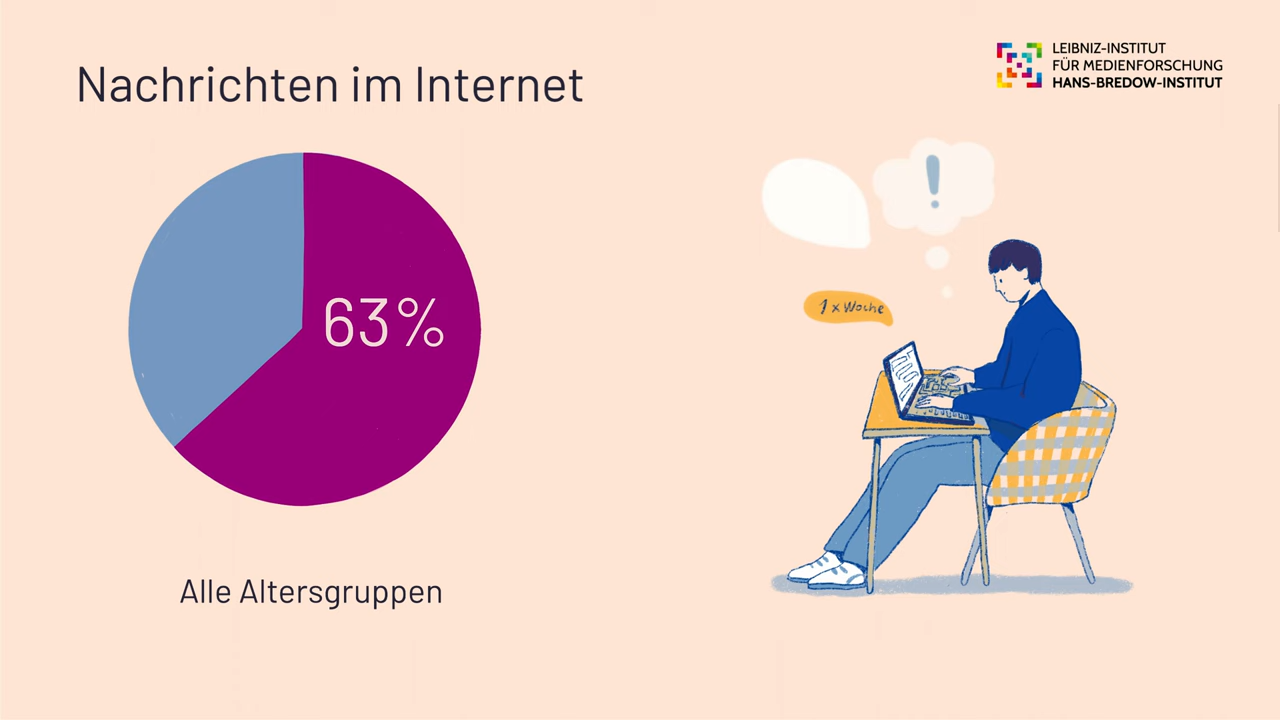 Nachrichten im Internet
LEIBNIZ-INSTITUT
FÜR MEDIENFORSCHUNG
HANS-BREDOW-INSTITUT
!
1 x Woche
63%
Alle Altersgruppen